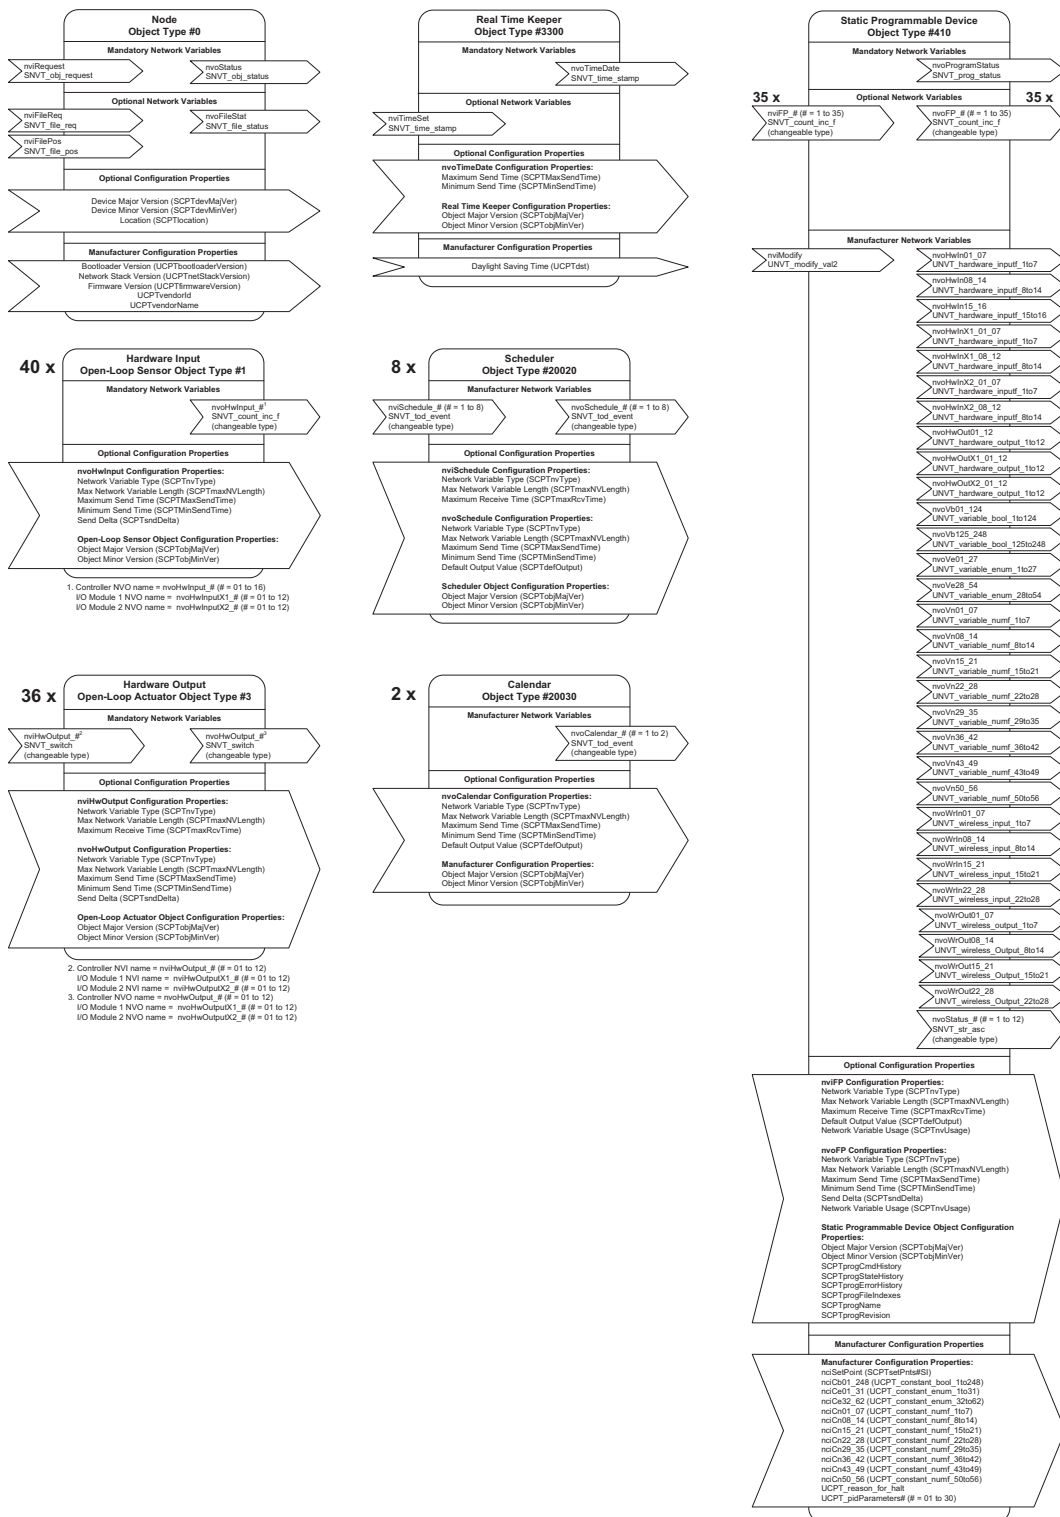 Node
Object Type #0
Mandatory Network Variables
nviRequest
SNVT_obj_request
nvoStatus
SNVT_obj_status
Optional Network Variables
nviFileReq
SNVT_file_req
nvoFileStat
SNVT_file_status
nviFilePos
SNVT_file_pos
Optional Configuration Properties
Device Major Version (SCPTdevMajVer)
Device Minor Version (SCPTdevMinVer)
Location (SCPTlocation)
Manufacturer Configuration Properties
Bootloader Version (UCPTbootloaderVersion)
Network Stack Version (UCPTnetStackVersion)
Firmware Version (UCPTfirmwareVersion)
UCPTvendorId
UCPTvendorName
40 x
Hardware Input
Open-Loop Sensor Object Type #1
Mandatory Network Variables
nvoHwInput_#1
SNVT_count_inc_f
(changeable type)
Optional Configuration Properties
nvoHwInput Configuration Properties:
Network Variable Type (SCPTnvType)
Max Network Variable Length (SCPTmaxNVLength)
Maximum Send Time (SCPTMaxSendTime)
Minimum Send Time (SCPTMinSendTime)
Send Delta (SCPTsndDelta)
Open-Loop Sensor Object Configuration Properties:
Object Major Version (SCPTobjMajVer)
Object Minor Version (SCPTobjMinVer)
1. Controller NVO name = nvoHwInput_# (# = 01 to 16)
I/O Module 1 NVO name = nvoHwInputX1_# (# = 01 to 12)
I/O Module 2 NVO name = nvoHwInputX2_# (# = 01 to 12)
36 x
Hardware Output
Open-Loop Actuator Object Type #3
Mandatory Network Variables
nviHwOutput_#2
SNVT_switch
(changeable type)
nvoHwOutput_#3
SNVT_switch
(changeable type)
Optional Configuration Properties
nviHwOutput Configuration Properties:
Network Variable Type (SCPTnvType)
Max Network Variable Length (SCPTmaxNVLength)
Maximum Receive Time (SCPTmaxRcvTime)
nvoHwOutput Configuration Properties:
Network Variable Type (SCPTnvType)
Max Network Variable Length (SCPTmaxNVLength)
Maximum Send Time (SCPTMaxSendTime)
Minimum Send Time (SCPTMinSendTime)
Send Delta (SCPTsndDelta)
Open-Loop Actuator Object Configuration Properties:
Object Major Version (SCPTobjMajVer)
Object Minor Version (SCPTobjMinVer)
2. Controller NVI name = nviHwOutput_# (# = 01 to 12)
I/O Module 1 NVI name = nviHwOutputX1_# (# = 01 to 12)
I/O Module 2 NVI name = nviHwOutputX2_# (# = 01 to 12)
3. Controller NVO name = nvoHwOutput_# (# = 01 to 12)
I/O Module 1 NVO name = nvoHwOutputX1_# (# = 01 to 12)
I/O Module 2 NVO name = nvoHwOutputX2_# (# = 01 to 12)
Real Time Keeper
Object Type #3300
Mandatory Network Variables
nvoTimeDate
SNVT_time_stamp
Optional Network Variables
nviTimeSet
SNVT_time_stamp
Optional Configuration Properties
nvoTimeDate Configuration Properties:
Maximum Send Time (SCPTMaxSendTime)
Minimum Send Time (SCPTMinSendTime)
Real Time Keeper Configuration Properties:
Object Major Version (SCPTobjMajVer)
Object Minor Version (SCPTobjMinVer)
Manufacturer Configuration Properties
Daylight Saving Time (UCPTdst)
8 x
Scheduler
Object Type #20020
Manufacturer Network Variables
nviSchedule_# (# = 1 to 8)
SNVT_tod_event
(changeable type)
nvoSchedule_# (# = 1 to 8)
SNVT_tod_event
(changeable type)
Optional Configuration Properties
nviSchedule Configuration Properties:
Network Variable Type (SCPTnvType)
Max Network Variable Length (SCPTmaxNVLength)
Maximum Receive Time (SCPTmaxRcvTime)
nvoSchedule Configuration Properties:
Network Variable Type (SCPTnvType)
Max Network Variable Length (SCPTmaxNVLength)
Maximum Send Time (SCPTMaxSendTime)
Minimum Send Time (SCPTMinSendTime)
Default Output Value (SCPTdefOutput)
Scheduler Object Configuration Properties:
Object Major Version (SCPTobjMajVer)
Object Minor Version (SCPTobjMinVer)
2 x
Calendar
Object Type #20030
Manufacturer Network Variables
nvoCalendar_# (# = 1 to 2)
SNVT_tod_event
(changeable type)
Optional Configuration Properties
nvoCalendar Configuration Properties:
Network Variable Type (SCPTnvType)
Max Network Variable Length (SCPTmaxNVLength)
Maximum Send Time (SCPTMaxSendTime)
Minimum Send Time (SCPTMinSendTime)
Default Output Value (SCPTdefOutput)
Manufacturer Configuration Properties:
Object Major Version (SCPTobjMajVer)
Object Minor Version (SCPTobjMinVer)
Static Programmable Device
Object Type #410
Mandatory Network Variables
nvoProgramStatus
SNVT_prog_status
35 x
Optional Network Variables
35 x
nviFP_# (# = 1 to 35)
SNVT_count_inc_f
(changeable type)
nvoFP_# (# = 1 to 35)
SNVT_count_inc_f
(changeable type)
Manufacturer Network Variables
nviModify
UNVT_modify_val2
nvoHwIn01_07
UNVT_hardware_inputf_1to7
nvoHwIn08_14
UNVT_hardware_inputf_8to14
nvoHwIn15_16
UNVT_hardware_inputf_15to16
nvoHwInX1_01_07
UNVT_hardware_inputf_1to7
nvoHwInX1_08_12
UNVT_hardware_inputf_8to14
nvoHwInX2_01_07
UNVT_hardware_inputf_1to7
nvoHwInX2_08_12
UNVT_hardware_inputf_8to14
nvoHwOut01_12
UNVT_hardware_output_1to12
nvoHwOutX1_01_12
UNVT_hardware_output_1to12
nvoHwOutX2_01_12
UNVT_hardware_output_1to12
nvoVb01_124
UNVT_variable_bool_1to124
nvoVb125_248
UNVT_variable_bool_125to248
nvoVe01_27
UNVT_variable_enum_1to27
nvoVe28_54
UNVT_variable_enum_28to54
nvoVn01_07
UNVT_variable_numf_1to7
nvoVn08_14
UNVT_variable_numf_8to14
nvoVn15_21
UNVT_variable_numf_15to21
nvoVn22_28
UNVT_variable_numf_22to28
nvoVn29_35
UNVT_variable_numf_29to35
nvoVn36_42
UNVT_variable_numf_36to42
nvoVn43_49
UNVT_variable_numf_43to49
nvoVn50_56
UNVT_variable_numf_50to56
nvoWrIn01_07
UNVT_wireless_input_1to7
nvoWrIn08_14
UNVT_wireless_input_8to14
nvoWrIn15_21
UNVT_wireless_input_15to21
nvoWrIn22_28
UNVT_wireless_input_22to28
nvoWrOut01_07
UNVT_wireless_output_1to7
nvoWrOut08_14
UNVT_wireless_Output_8to14
nvoWrOut15_21
UNVT_wireless_Output_15to21
nvoWrOut22_28
UNVT_wireless_Output_22to28
nvoStatus_# (# = 1 to 12)
SNVT_str_asc
(changeable type)
Optional Configuration Properties
nviFP Configuration Properties:
Network Variable Type (SCPTnvType)
Max Network Variable Length (SCPTmaxNVLength)
Maximum Receive Time (SCPTmaxRcvTime)
Default Output Value (SCPTdefOutput)
Network Variable Usage (SCPTnvUsage)
nvoFP Configuration Properties:
Network Variable Type (SCPTnvType)
Max Network Variable Length (SCPTmaxNVLength)
Maximum Send Time (SCPTMaxSendTime)
Minimum Send Time (SCPTMinSendTime)
Send Delta (SCPTsndDelta)
Network Variable Usage (SCPTnvUsage)
Static Programmable Device Object Configuration
Properties:
Object Major Version (SCPTobjMajVer)
Object Minor Version (SCPTobjMinVer)
SCPTprogCmdHistory
SCPTprogStateHistory
SCPTprogErrorHistory
SCPTprogFileIndexes
SCPTprogName
SCPTprogRevision
Manufacturer Configuration Properties
Manufacturer Configuration Properties:
nciSetPoint (SCPTsetPnts#SI)
nciCb01_248 (UCPT_constant_bool_1to248)
nciCe01_31 (UCPT_constant_enum_1to31)
nciCe32_62 (UCPT_constant_enum_32to62)
nciCn01_07 (UCPT_constant_numf_1to7)
nciCn08_14 (UCPT_constant_numf_8to14)
nciCn15_21 (UCPT_constant_numf_15to21)
nciCn22_28 (UCPT_constant_numf_22to28)
nciCn29_35 (UCPT_constant_numf_29to35)
nciCn36_42 (UCPT_constant_numf_36to42)
nciCn43_49 (UCPT_constant_numf_43to49)
nciCn50_56 (UCPT_constant_numf_50to56)
UCPT_reason_for_halt
UCPT_pidParameters# (# = 01 to 30)